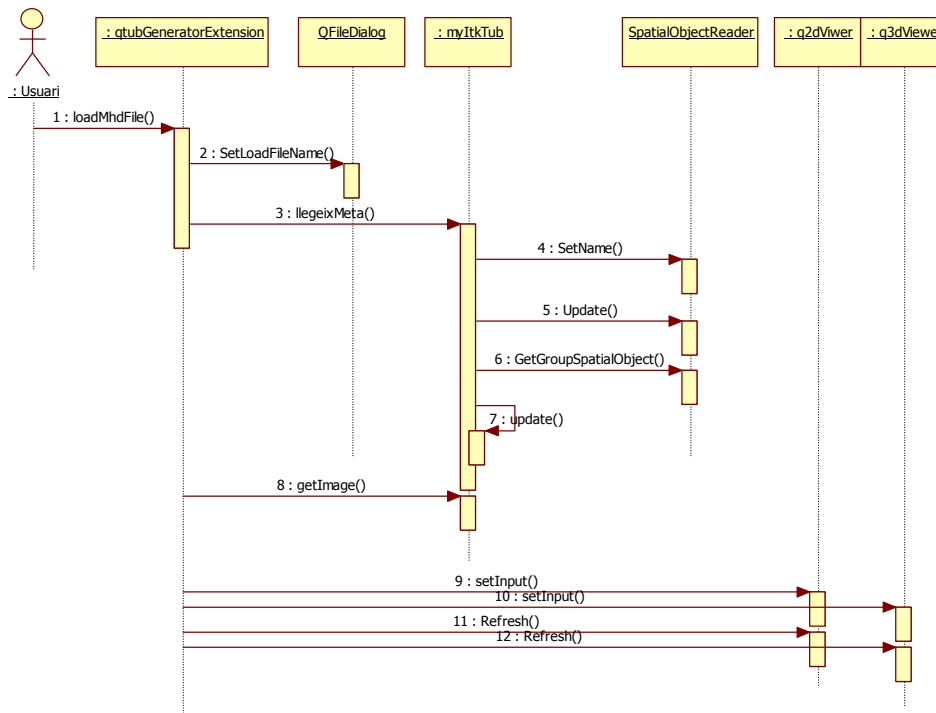 : qtubGeneratorExtension
QFileDialog
: myItkTub
SpatialObjectReader
: q2dViwer
: q3dViewe
: Usuari
1 : loadMhdFile()
2 : SetLoadFileName()
3 : llegeixMeta()
4 : SetName()
5 : Update()
6 : GetGroupSpatialObject()
7 : update()
8 : getImage()
9 : setInput()
10 : setInput()
11 : Refresh()
12 : Refresh()